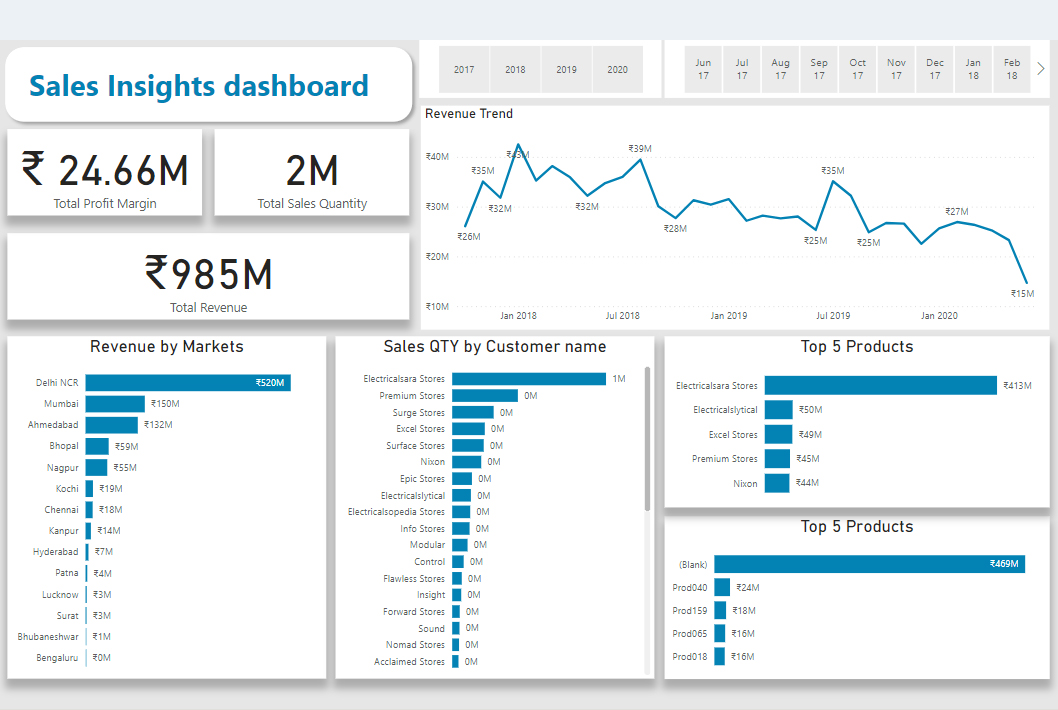 Sales Insights dashboard
2017 2018 2019 2020
Jun 17 Jul 17 Aug 17 Sep 17 Oct 17 Nov 17 Dec 17 Jan 18 Feb 18
₹ 24.66M
Total Profit Margin
2M
Total Sales Quantity
₹985M
Total Revenue
Revenue Trend
₹40M
₹30M
₹20M
₹10M
₹26M
₹35M
₹32M
₹43M
₹32M
₹39M
₹28M
₹25M
₹35M
₹25M
₹27M
₹15M
Jan 2018 Jul 2018 Jan 2019 Jul 2019 Jan 2020
Revenue by Markets
Delhi NCR ₹520M
Mumbai ₹150M
Ahmedabad ₹132M
Bhopal ₹59M
Nagpur ₹55M
Kochi ₹19M
Chennai ₹18M
Kanpur ₹14M
Hyderabad ₹7M
Patna ₹4M
Lucknow ₹3M
Surat ₹3M
Bhubaneshwar ₹1M
Bengaluru ₹0M
Sales QTY by Customer name
Electricalsara Stores 1M
Premium Stores 0M
Surge Stores 0M
Excel Stores 0M
Surface Stores 0M
Nixon 0M
Epic Stores 0M
Electricalslytical 0M
Electricalsopedia Stores 0M
Info Stores 0M
Modular 0M
Control 0M
Flawless Stores 0M
Insight 0M
Forward Stores 0M
Sound 0M
Nomad Stores 0M
Acclaimed Stores 0M
Top 5 Products
Electricalsara Stores ₹413M
Electricalslytical ₹50M
Excel Stores ₹49M
Premium Stores ₹45M
Nixon ₹44M
Top 5 Products
(Blank) ₹469M
Prod040 ₹24M
Prod159 ₹18M
Prod065 ₹16M
Prod018 ₹16M